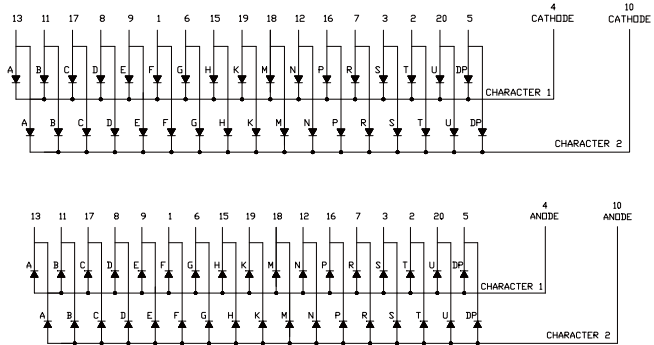 4 10
CATHODE CATHODE
13 11 17 8 9 1 6 15 19 18 12 16 7 3 2 20 5
A B C D E F G H K M N P R S T U DP
CHARACTER 1
A B C D E F G H K M N P R S T U DP
CHARACTER 2
4 10
ANODE ANODE
13 11 17 8 9 1 6 15 19 18 12 16 7 3 2 20 5
A B C D E F G H K M N P R S T U DP
CHARACTER 1
A B C D E F G H K M N P R S T U DP
CHARACTER 2